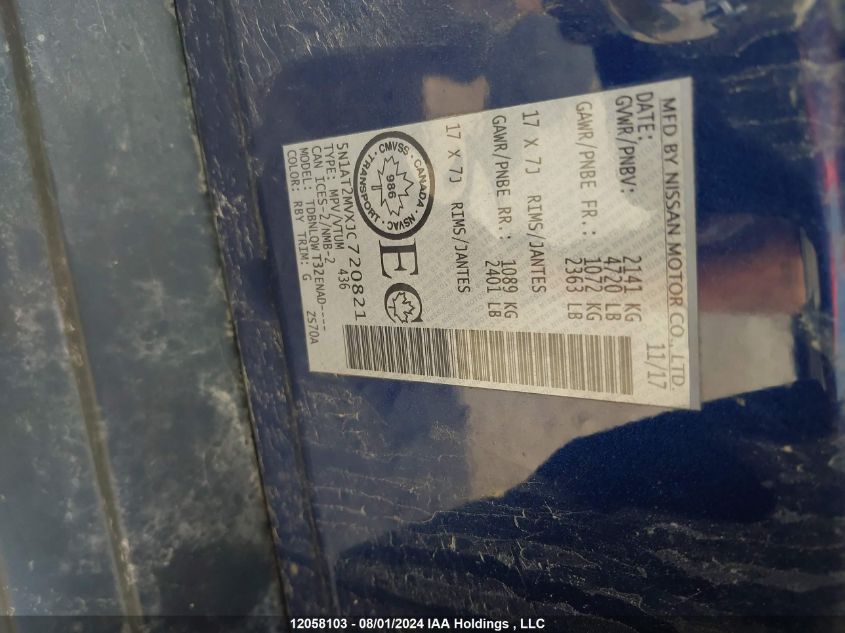 MFD BY NISSAN MOTOR CO., LTD.
DATE: 11/17
GVWR/PNBV: 2141 KG
4720 LB
GAWR/PNBE FR.: 1072 KG
2363 LB
17 X 7J RIMS/JANTES
GAWR/PNBE RR.: 1089 KG
2401 LB
17 X 7J RIMS/JANTES
CMVSS · CANADA · NSVAC · TRANSPORT
986
T
5N1AT2MVXJC720821
TYPE: MPV/VTUM 436
CAN ICES-2/NMB-2
MODEL: TDBNLQWT32ENAD----
COLOR: RBY TRIM: G 2S70A
12058103 - 08/01/2024 IAA Holdings , LLC